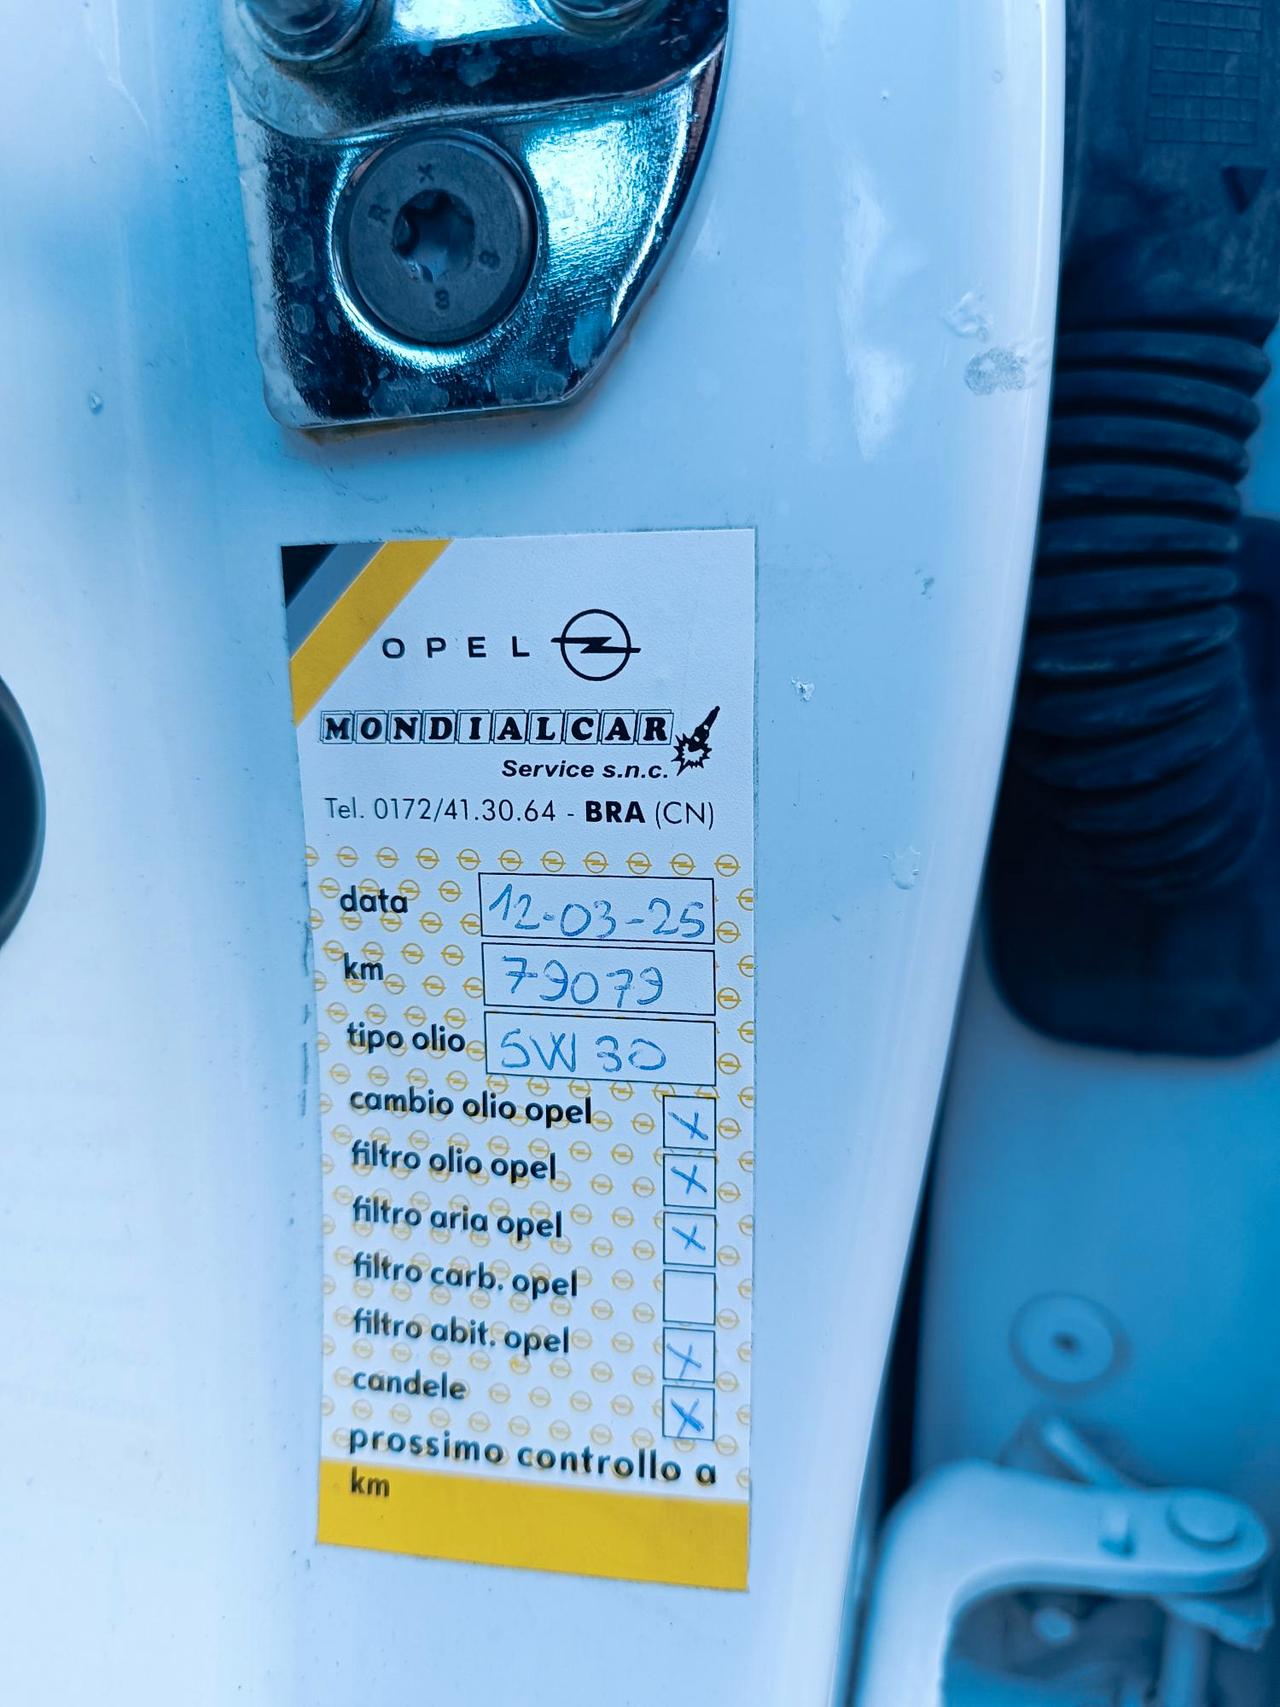 X
R
8
8
OPEL
MONDIALCAR
Service s.n.c.
Tel. 0172/41.30.64 - BRA (CN)
data 12-03-25
km 79079
tipo olio 5W30
cambio olio opel X
filtro olio opel X
filtro aria opel X
filtro carb. opel
filtro abit. opel X
candele X
prossimo controllo a
km